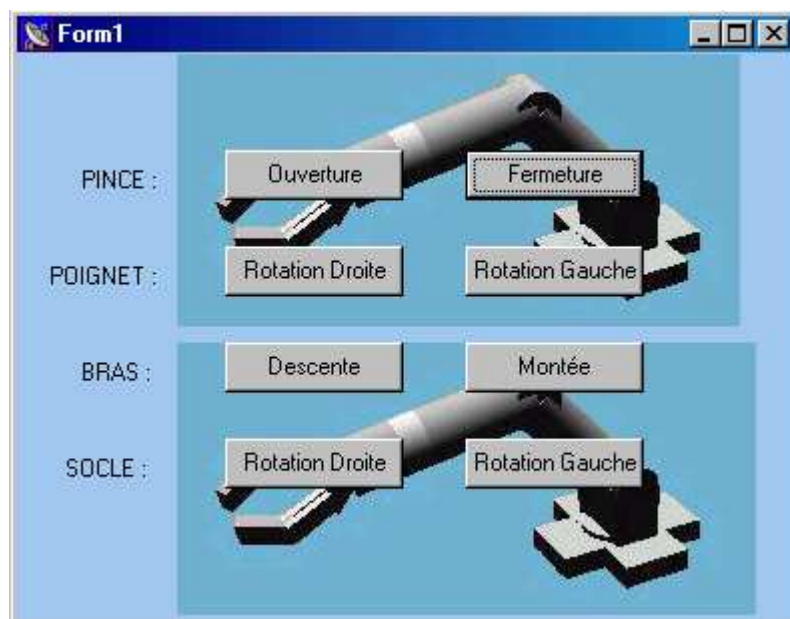 Form1
PINCE : Ouverture Fermeture
POIGNET : Rotation Droite Rotation Gauche
BRAS : Descente Montée
SOCLE : Rotation Droite Rotation Gauche